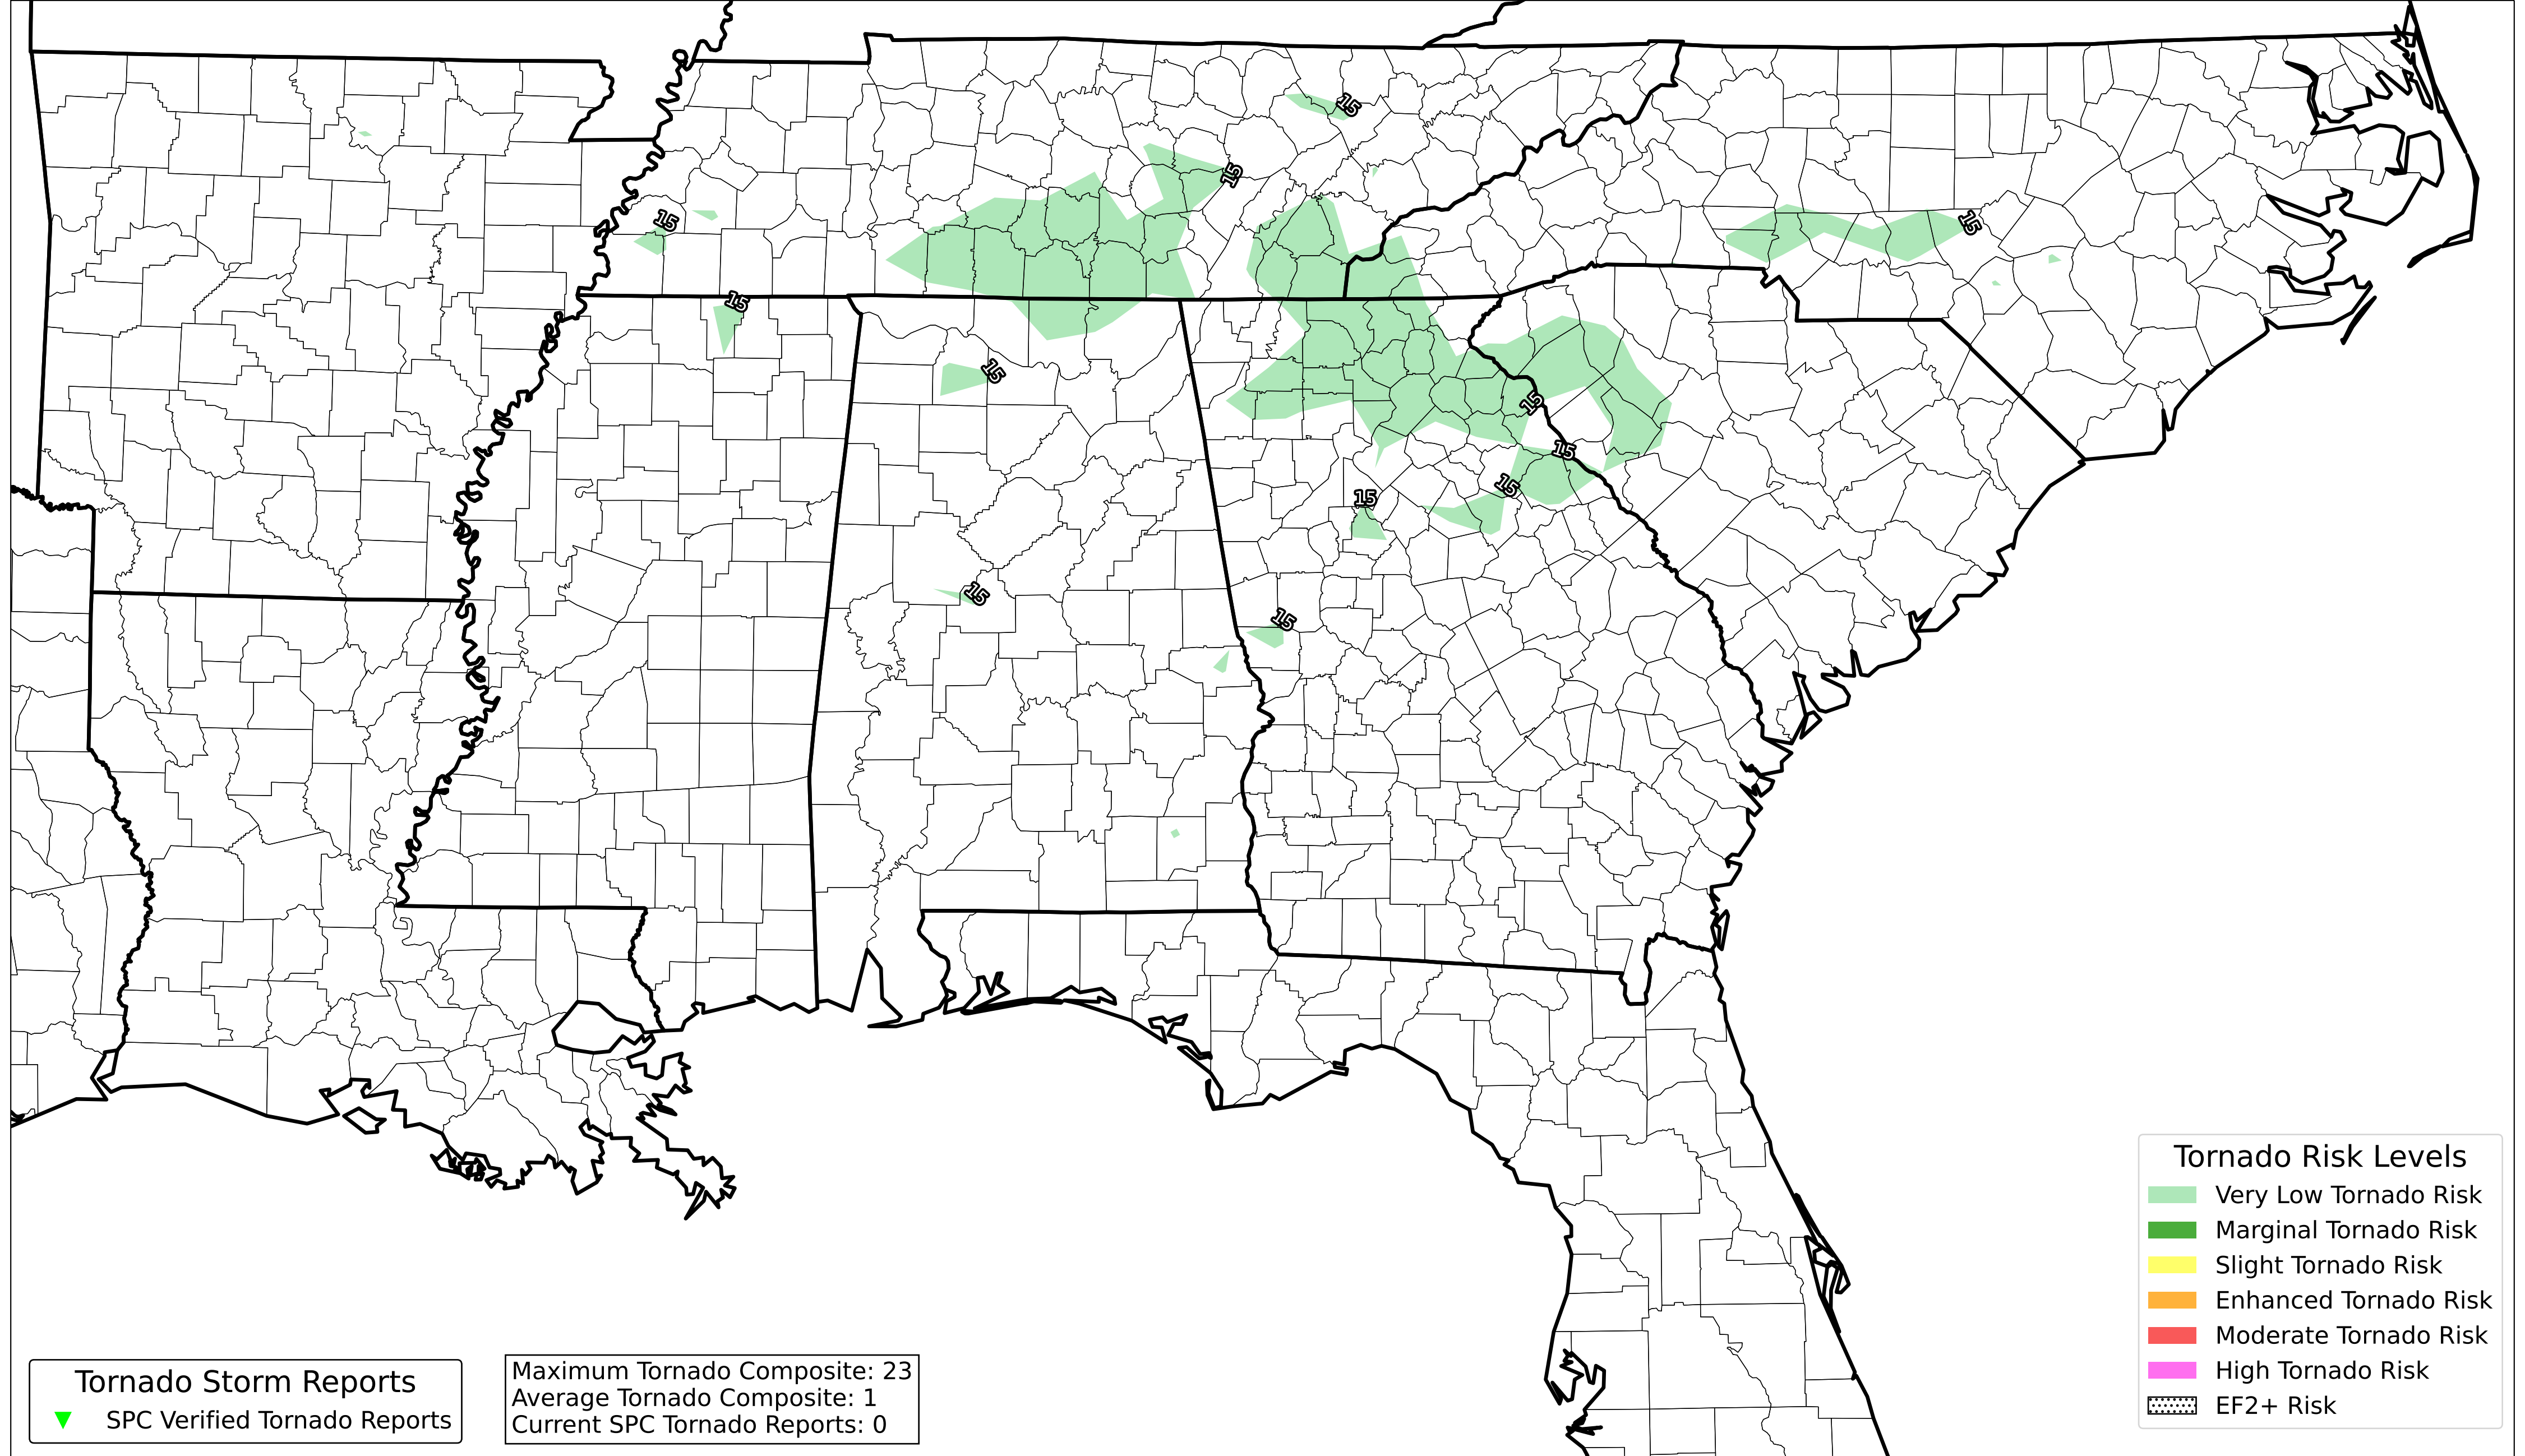 15
15
15
15
15
15
15
15
15
15
15
15
Tornado Storm Reports
SPC Verified Tornado Reports
Maximum Tornado Composite: 23
Average Tornado Composite: 1
Current SPC Tornado Reports: 0
Tornado Risk Levels
Very Low Tornado Risk
Marginal Tornado Risk
Slight Tornado Risk
Enhanced Tornado Risk
Moderate Tornado Risk
High Tornado Risk
EF2+ Risk